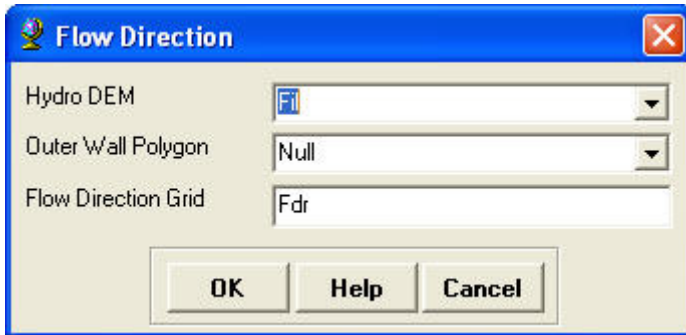 Flow Direction
Hydro DEM Fil
Outer Wall Polygon Null
Flow Direction Grid Fdr
OK Help Cancel